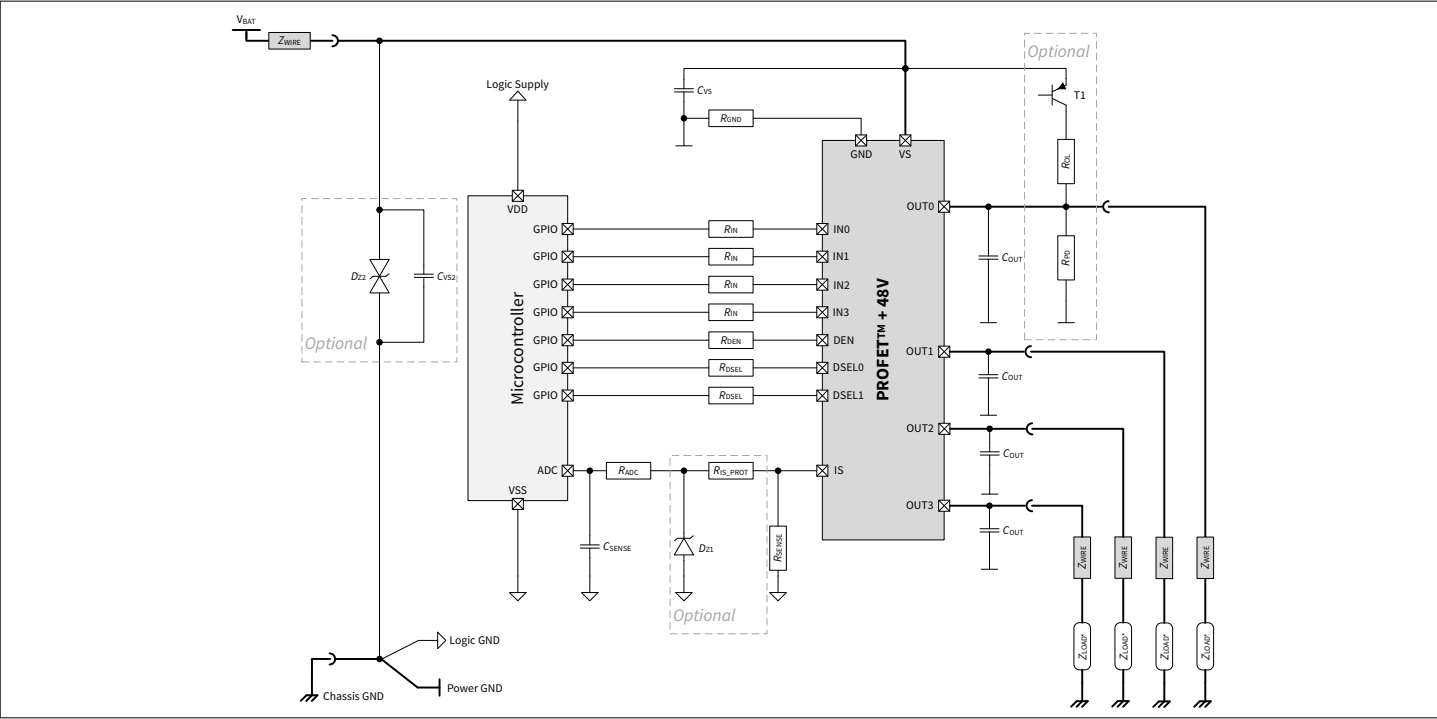 VBAT
ZWIRE
Optional
Logic Supply
CVS
T1
RGND
GND VS
ROL
VDD
OUT0
GPIO RIN IN0
GPIO RIN IN1
COUT
RPD
DZ2
CVS2
GPIO RIN IN2
GPIO RIN IN3
Optional
GPIO RDEN DEN
OUT1
GPIO RDSEL DSEL0
COUT
GPIO RDSEL DSEL1
Microcontroller
PROFET™ + 48V
OUT2
COUT
ADC RADC RIS_PROT IS
VSS
OUT3
COUT
CSENSE
DZ1
RSENSE
ZWIRE ZWIRE ZWIRE ZWIRE
Optional
Logic GND
ZLOAD* ZLOAD* ZLOAD* ZLOAD*
Power GND
Chassis GND